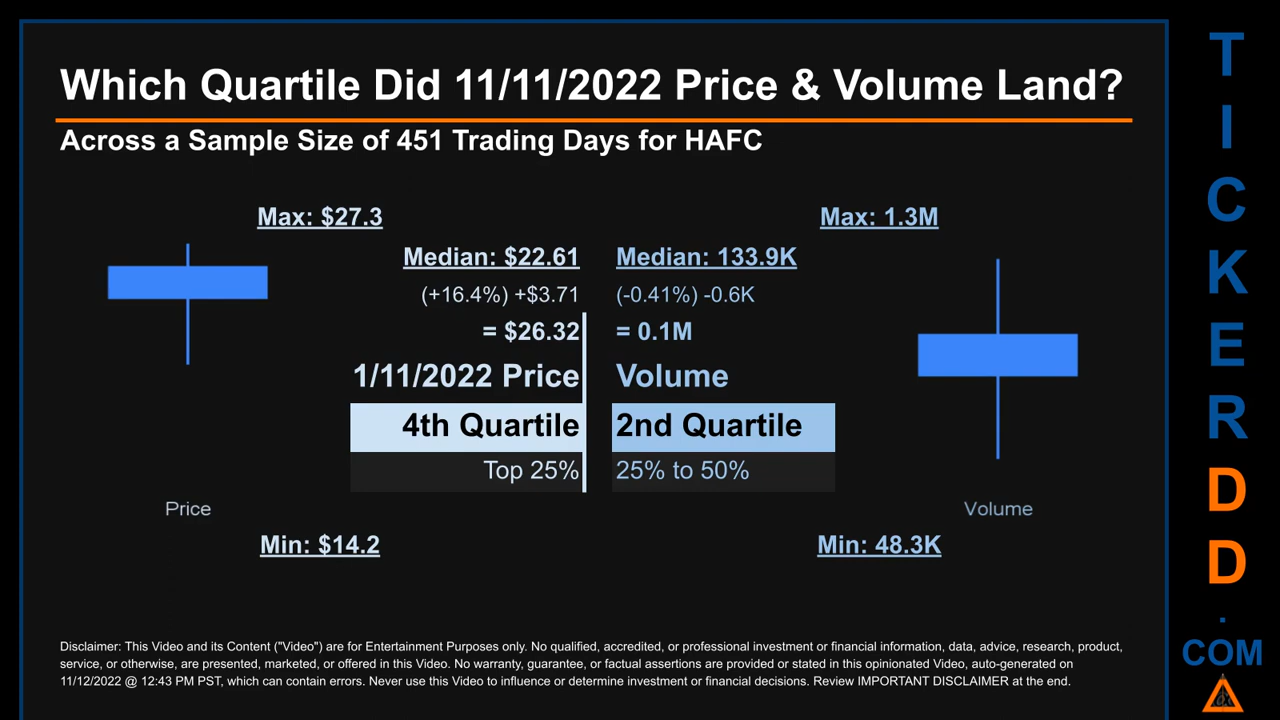 Which Quartile Did 11/11/2022 Price & Volume Land?
Across a Sample Size of 451 Trading Days for HAFC
Max: $27.3
Max: 1.3M
Median: $22.61
Median: 133.9K
(+16.4%) +$3.71
(-0.41%) -0.6K
= $26.32
= 0.1M
1/11/2022 Price
Volume
4th Quartile
2nd Quartile
Top 25%
25% to 50%
Price
Volume
Min: $14.2
Min: 48.3K
Disclaimer: This Video and its Content ("Video") are for Entertainment Purposes only. No qualified, accredited, or professional investment or financial information, data, advice, research, product,
service, or otherwise, are presented, marketed, or offered in this Video. No warranty, guarantee, or factual assertions are provided or stated in this opinionated Video, auto-generated on
11/12/2022 @ 12:43 PM PST, which can contain errors. Never use this Video to influence or determine investment or financial decisions. Review IMPORTANT DISCLAIMER at the end.
T
I
C
K
E
R
D
D
.
COM